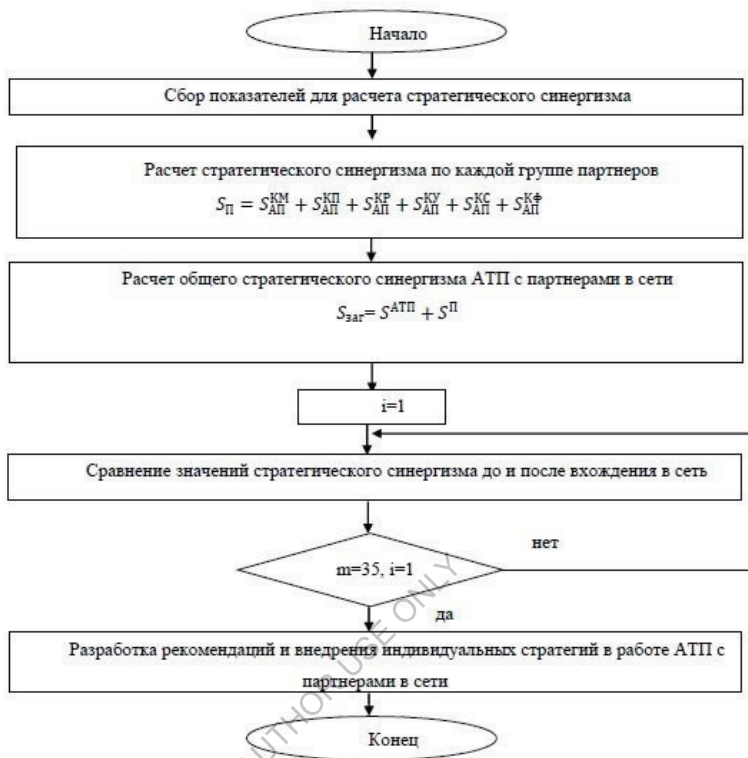 Начало
Сбор показателей для расчета стратегического синергизма
Расчет стратегического синергизма по каждой группе партнеров
S_П = S_АП^КМ + S_АП^КП + S_АП^КР + S_АП^КУ + S_АП^КС + S_АП^Кф
Расчет общего стратегического синергизма АТП с партнерами в сети
S_заг= S^АТП + S^П
i=1
Сравнение значений стратегического синергизма до и после вхождения в сеть
нет
m=35, i=1
да
Разработка рекомендаций и внедрения индивидуальных стратегий в работе АТП с
партнерами в сети
Конец
UTHOR USE ONLY